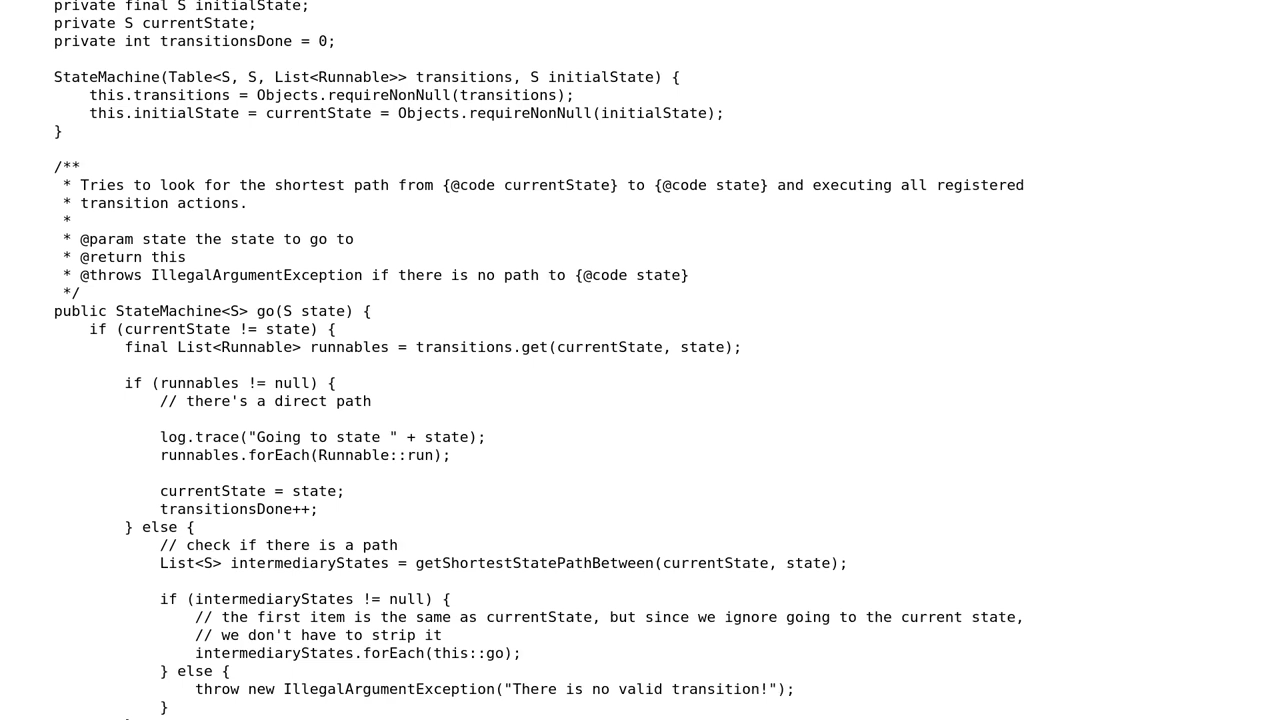 private final S initialState;
private S currentState;
private int transitionsDone = 0;
StateMachine(Table<S, S, List<Runnable>> transitions, S initialState) {
this.transitions = Objects.requireNonNull(transitions);
this.initialState = currentState = Objects.requireNonNull(initialState);
}
/**
* Tries to look for the shortest path from {@code currentState} to {@code state} and executing all registered
* transition actions.
*
* @param state the state to go to
* @return this
* @throws IllegalArgumentException if there is no path to {@code state}
*/
public StateMachine<S> go(S state) {
if (currentState != state) {
final List<Runnable> runnables = transitions.get(currentState, state);
if (runnables != null) {
// there's a direct path
log.trace("Going to state " + state);
runnables.forEach(Runnable::run);
currentState = state;
transitionsDone++;
} else {
// check if there is a path
List<S> intermediaryStates = getShortestStatePathBetween(currentState, state);
if (intermediaryStates != null) {
// the first item is the same as currentState, but since we ignore going to the current state,
// we don't have to strip it
intermediaryStates.forEach(this::go);
} else {
throw new IllegalArgumentException("There is no valid transition!");
}